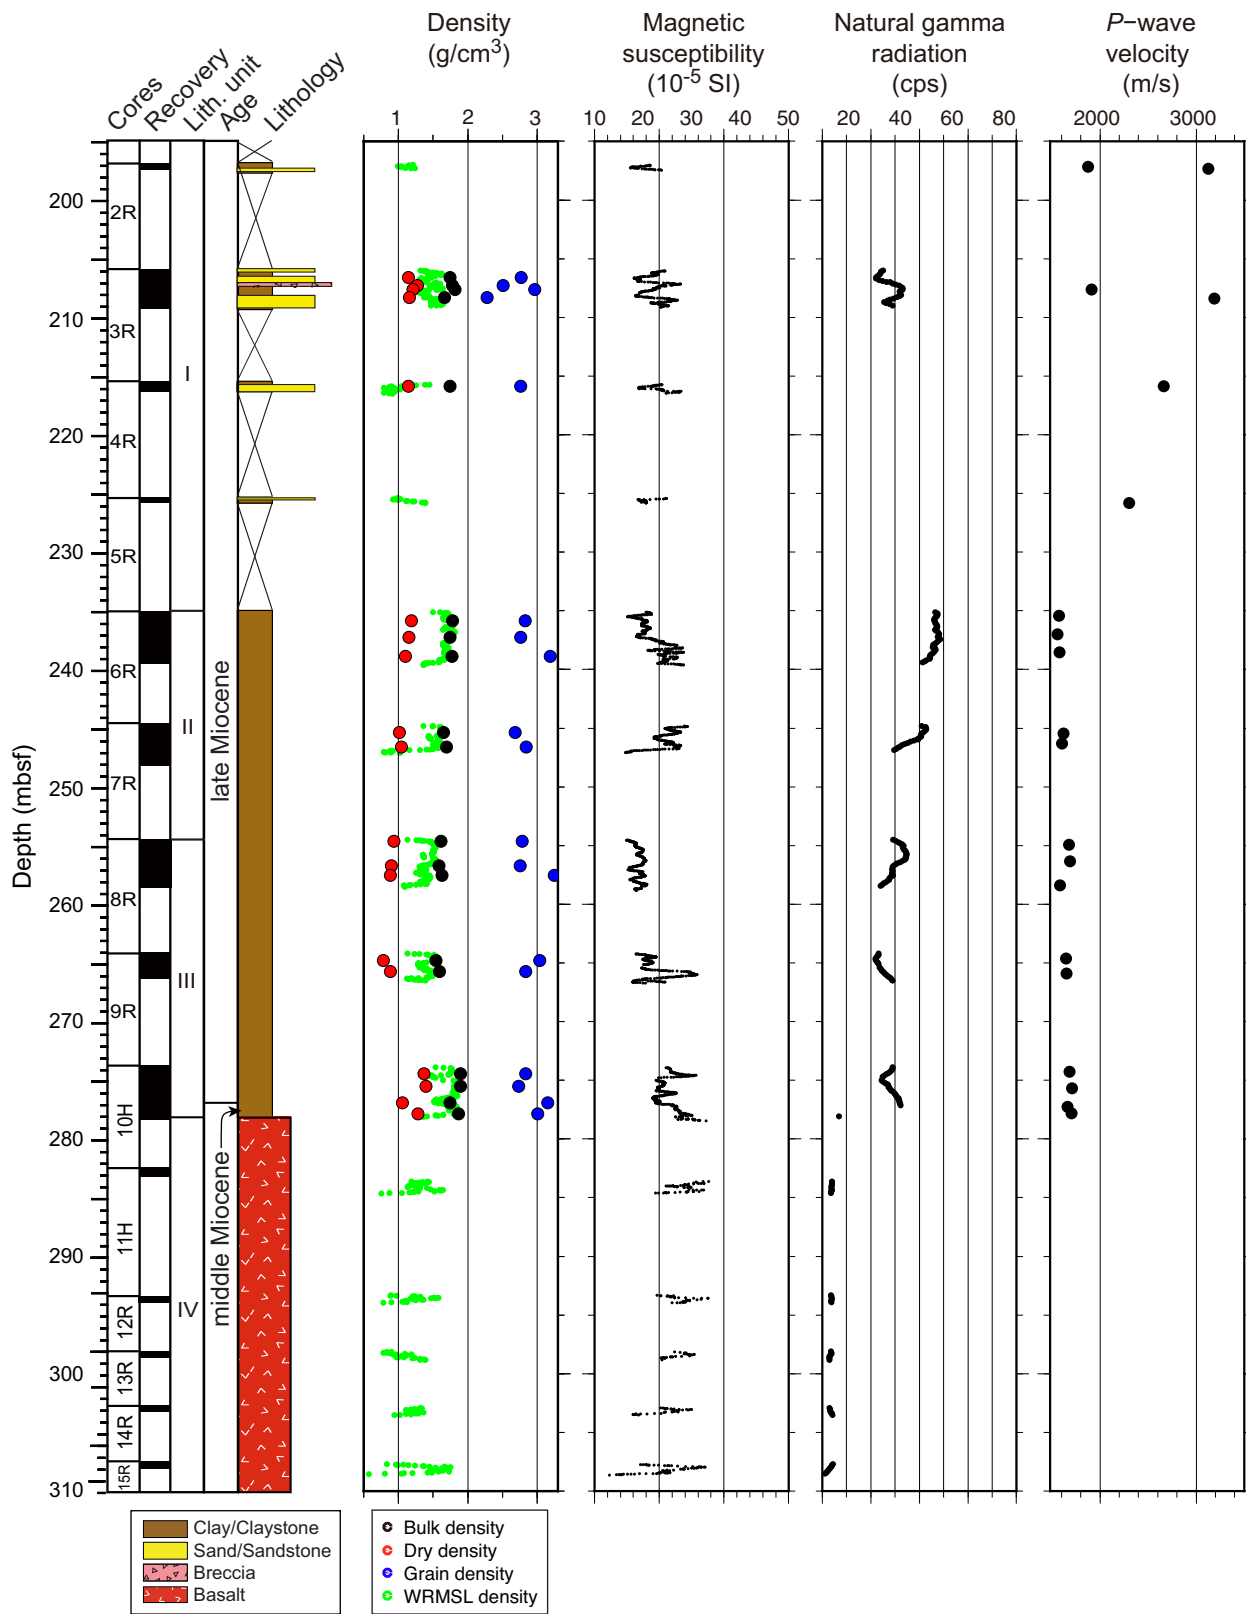 Cores
Recovery
Lith. unit
Age
Lithology
Density
(g/cm3)
Magnetic
susceptibility
(10-5 SI)
Natural gamma
radiation
(cps)
P−wave
velocity
(m/s)
1 2 3
10 20 30 50
20 40 60 80
2000 3000
Depth (mbsf)
200
210
220
230
240
250
260
270
280
290
300
310
2R
3R
4R
5R
6R
7R
8R
9R
10H
11H
12R
13R
14R
15R
I
II
III
IV
late Miocene
middle Miocene
Clay/Claystone
Sand/Sandstone
Breccia
Basalt
Bulk density
Dry density
Grain density
WRMSL density